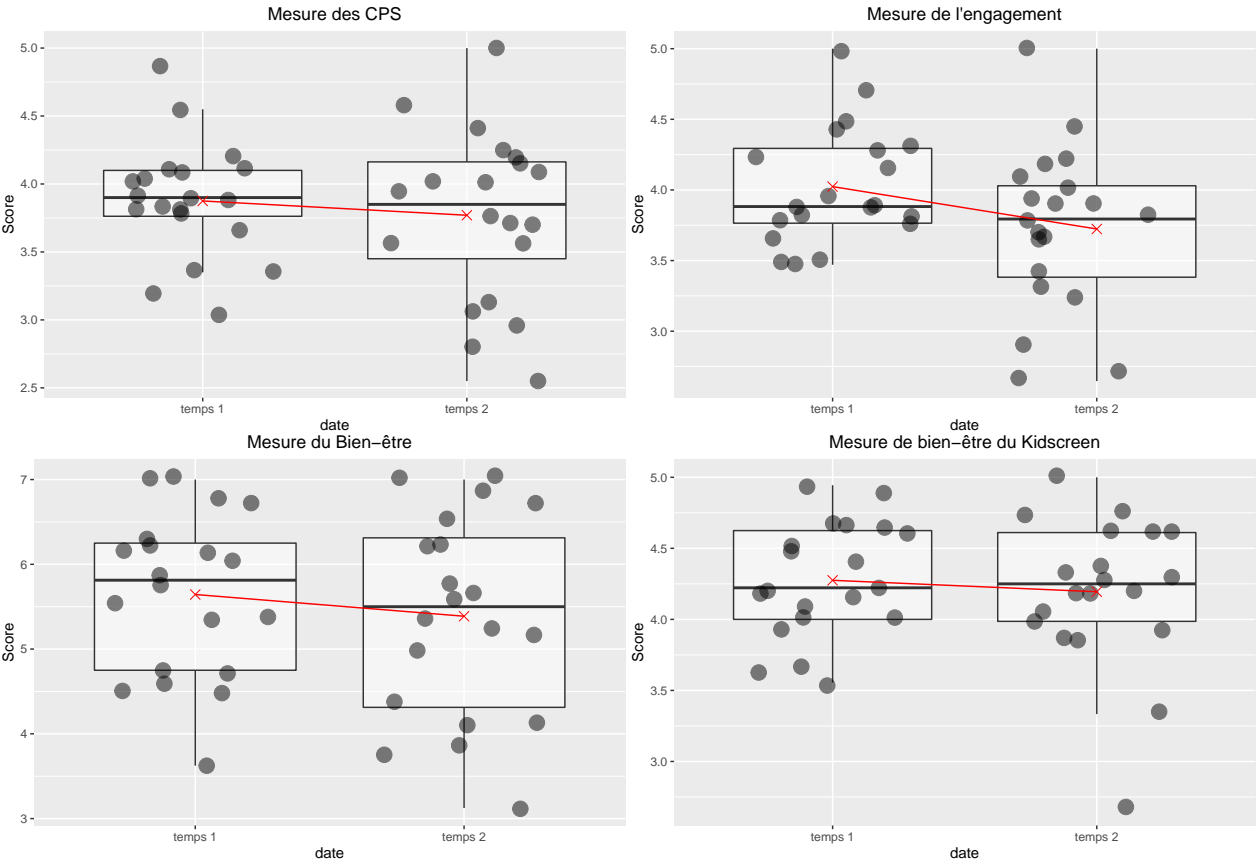 Mesure des CPS
Score
5.0
4.5
4.0
3.5
3.0
2.5
temps 1
temps 2
date
Mesure de l'engagement
Score
5.0
4.5
4.0
3.5
3.0
temps 1
temps 2
date
Mesure du Bien−être
Score
7
6
5
4
3
temps 1
temps 2
date
Mesure de bien−être du Kidscreen
Score
5.0
4.5
4.0
3.5
3.0
temps 1
temps 2
date